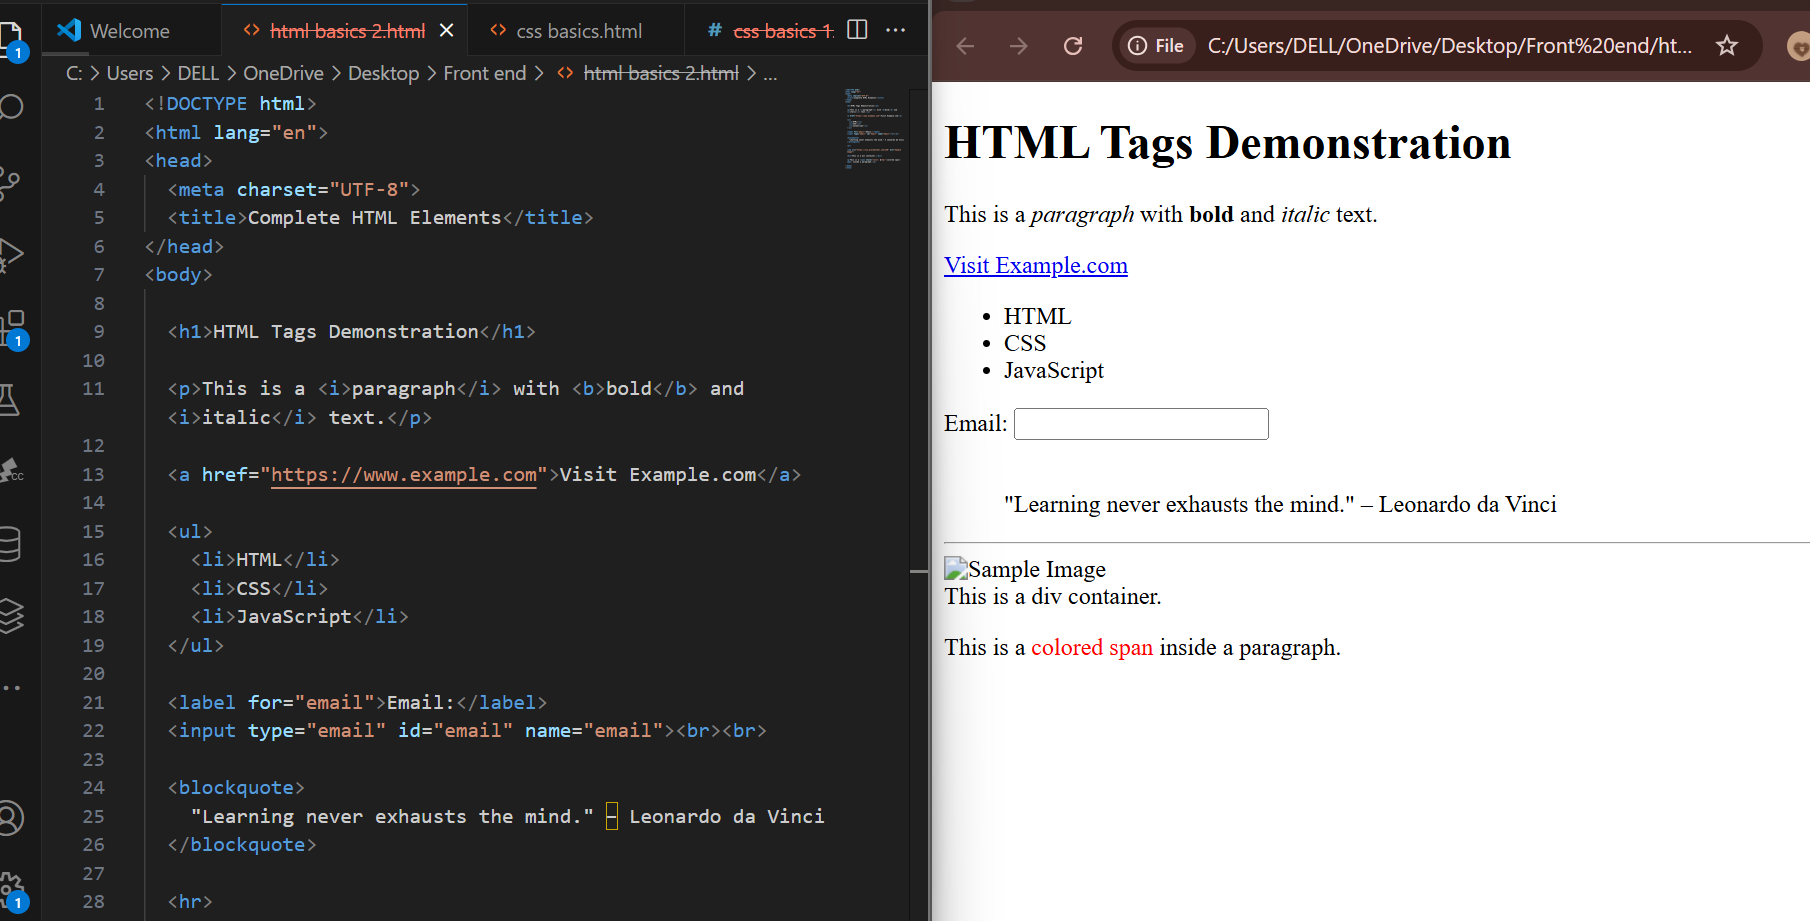 Welcome
html basics 2.html
css basics.html
css basics 1.
C: > Users > DELL > OneDrive > Desktop > Front end > html basics 2.html > ...
1 <!DOCTYPE html>
2 <html lang="en">
3 <head>
4 <meta charset="UTF-8">
5 <title>Complete HTML Elements</title>
6 </head>
7 <body>
8
9 <h1>HTML Tags Demonstration</h1>
10
11 <p>This is a <i>paragraph</i> with <b>bold</b> and
<i>italic</i> text.</p>
12
13 <a href="https://www.example.com">Visit Example.com</a>
14
15 <ul>
16 <li>HTML</li>
17 <li>CSS</li>
18 <li>JavaScript</li>
19 </ul>
20
21 <label for="email">Email:</label>
22 <input type="email" id="email" name="email"><br><br>
23
24 <blockquote>
25 "Learning never exhausts the mind." – Leonardo da Vinci
26 </blockquote>
27
28 <hr>
1
1
CC
1
File
C:/Users/DELL/OneDrive/Desktop/Front%20end/ht...
HTML Tags Demonstration
This is a paragraph with bold and italic text.
Visit Example.com
• HTML
• CSS
• JavaScript
Email:
"Learning never exhausts the mind." – Leonardo da Vinci
Sample Image
This is a div container.
This is a colored span inside a paragraph.